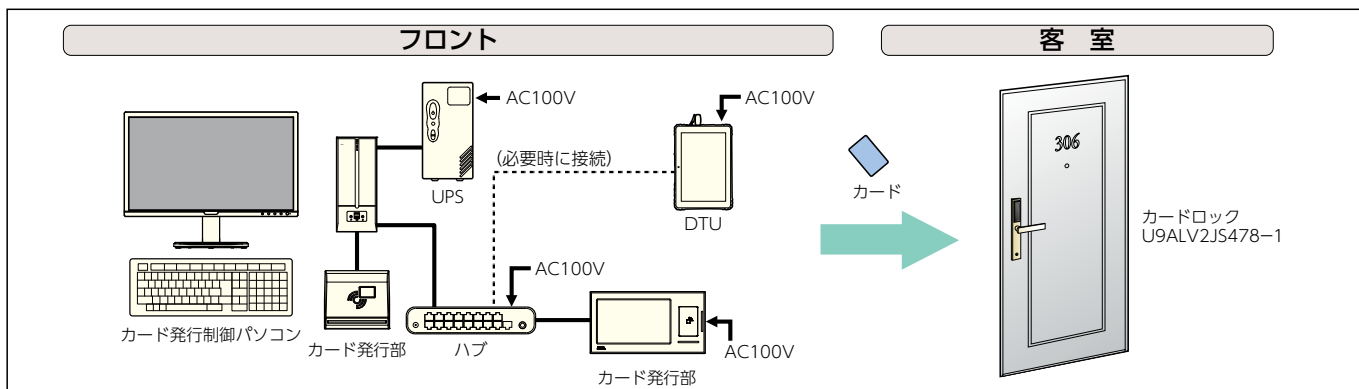 フロント
客 室
AC100V
AC100V
(必要時に接続)
UPS
DTU
カード
306
カードロック
U9ALV2JS478−1
AC100V
AC100V
カード発行制御パソコン
カード発行部
ハブ
カード発行部